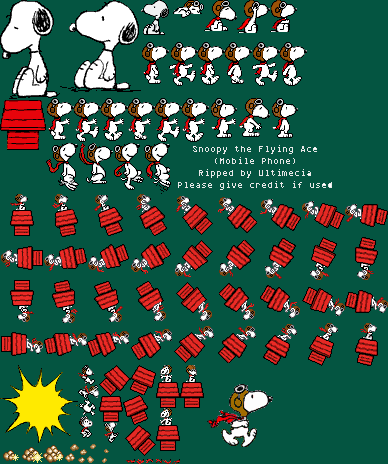 Snoopy the Flying Ace
(Mobile Phone)
Ripped by Ultimecia
Please give credit if used